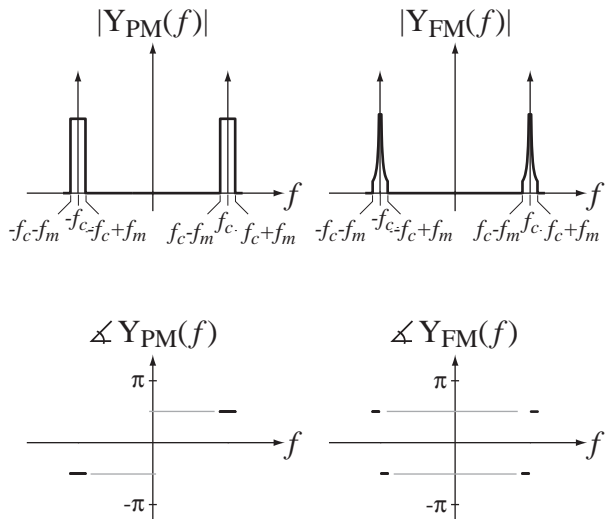 |Y_PM(f)| |Y_FM(f)|
f f
-f_c-f_m -f_c -f_c+f_m f_c-f_m f_c f_c+f_m -f_c-f_m -f_c -f_c+f_m f_c-f_m f_c f_c+f_m
∡ Y_PM(f) ∡ Y_FM(f)
π π
f f
-π -π